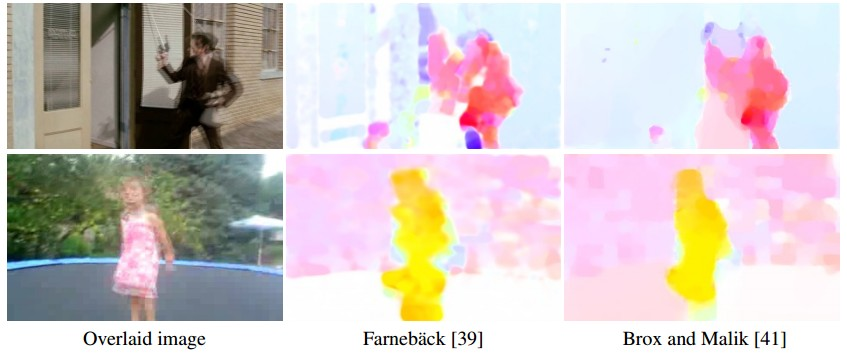 Overlaid image
Farnebäck [39]
Brox and Malik [41]